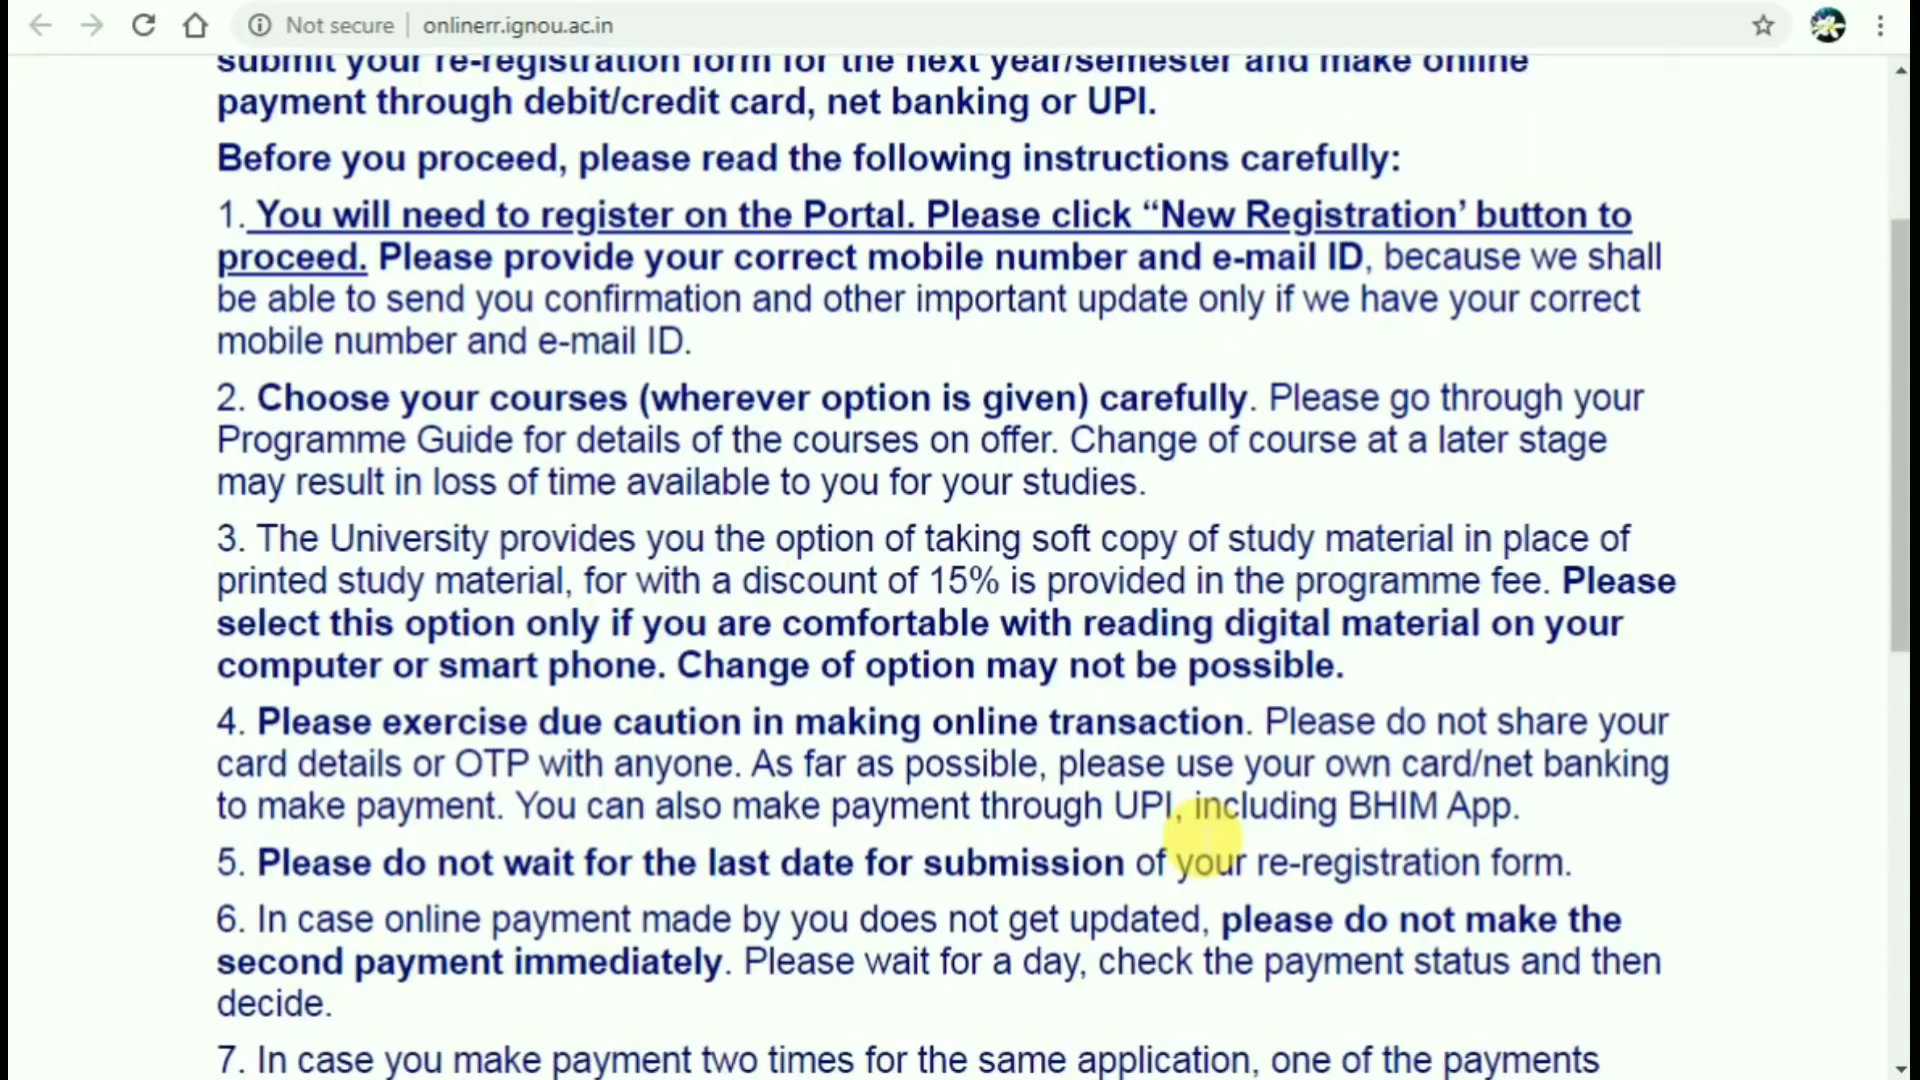 Not secure | onlinerr.ignou.ac.in
submit your re-registration form for the next year/semester and make online
payment through debit/credit card, net banking or UPI.
Before you proceed, please read the following instructions carefully:
1. You will need to register on the Portal. Please click “New Registration’ button to
proceed. Please provide your correct mobile number and e-mail ID, because we shall
be able to send you confirmation and other important update only if we have your correct
mobile number and e-mail ID.
2. Choose your courses (wherever option is given) carefully. Please go through your
Programme Guide for details of the courses on offer. Change of course at a later stage
may result in loss of time available to you for your studies.
3. The University provides you the option of taking soft copy of study material in place of
printed study material, for with a discount of 15% is provided in the programme fee. Please
select this option only if you are comfortable with reading digital material on your
computer or smart phone. Change of option may not be possible.
4. Please exercise due caution in making online transaction. Please do not share your
card details or OTP with anyone. As far as possible, please use your own card/net banking
to make payment. You can also make payment through UPI, including BHIM App.
5. Please do not wait for the last date for submission of your re-registration form.
6. In case online payment made by you does not get updated, please do not make the
second payment immediately. Please wait for a day, check the payment status and then
decide.
7. In case you make payment two times for the same application, one of the payments